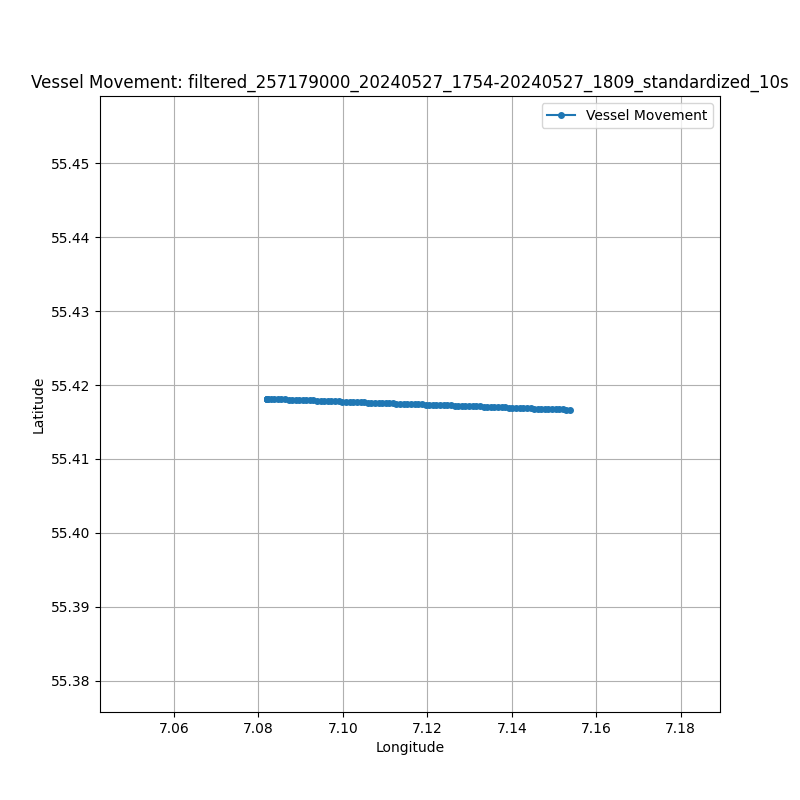 Vessel Movement: filtered_257179000_20240527_1754-20240527_1809_standardized_10s
Vessel Movement
55.45
55.44
55.43
55.42
55.41
55.40
55.39
55.38
Latitude
7.06 7.08 7.10 7.12 7.14 7.16 7.18
Longitude